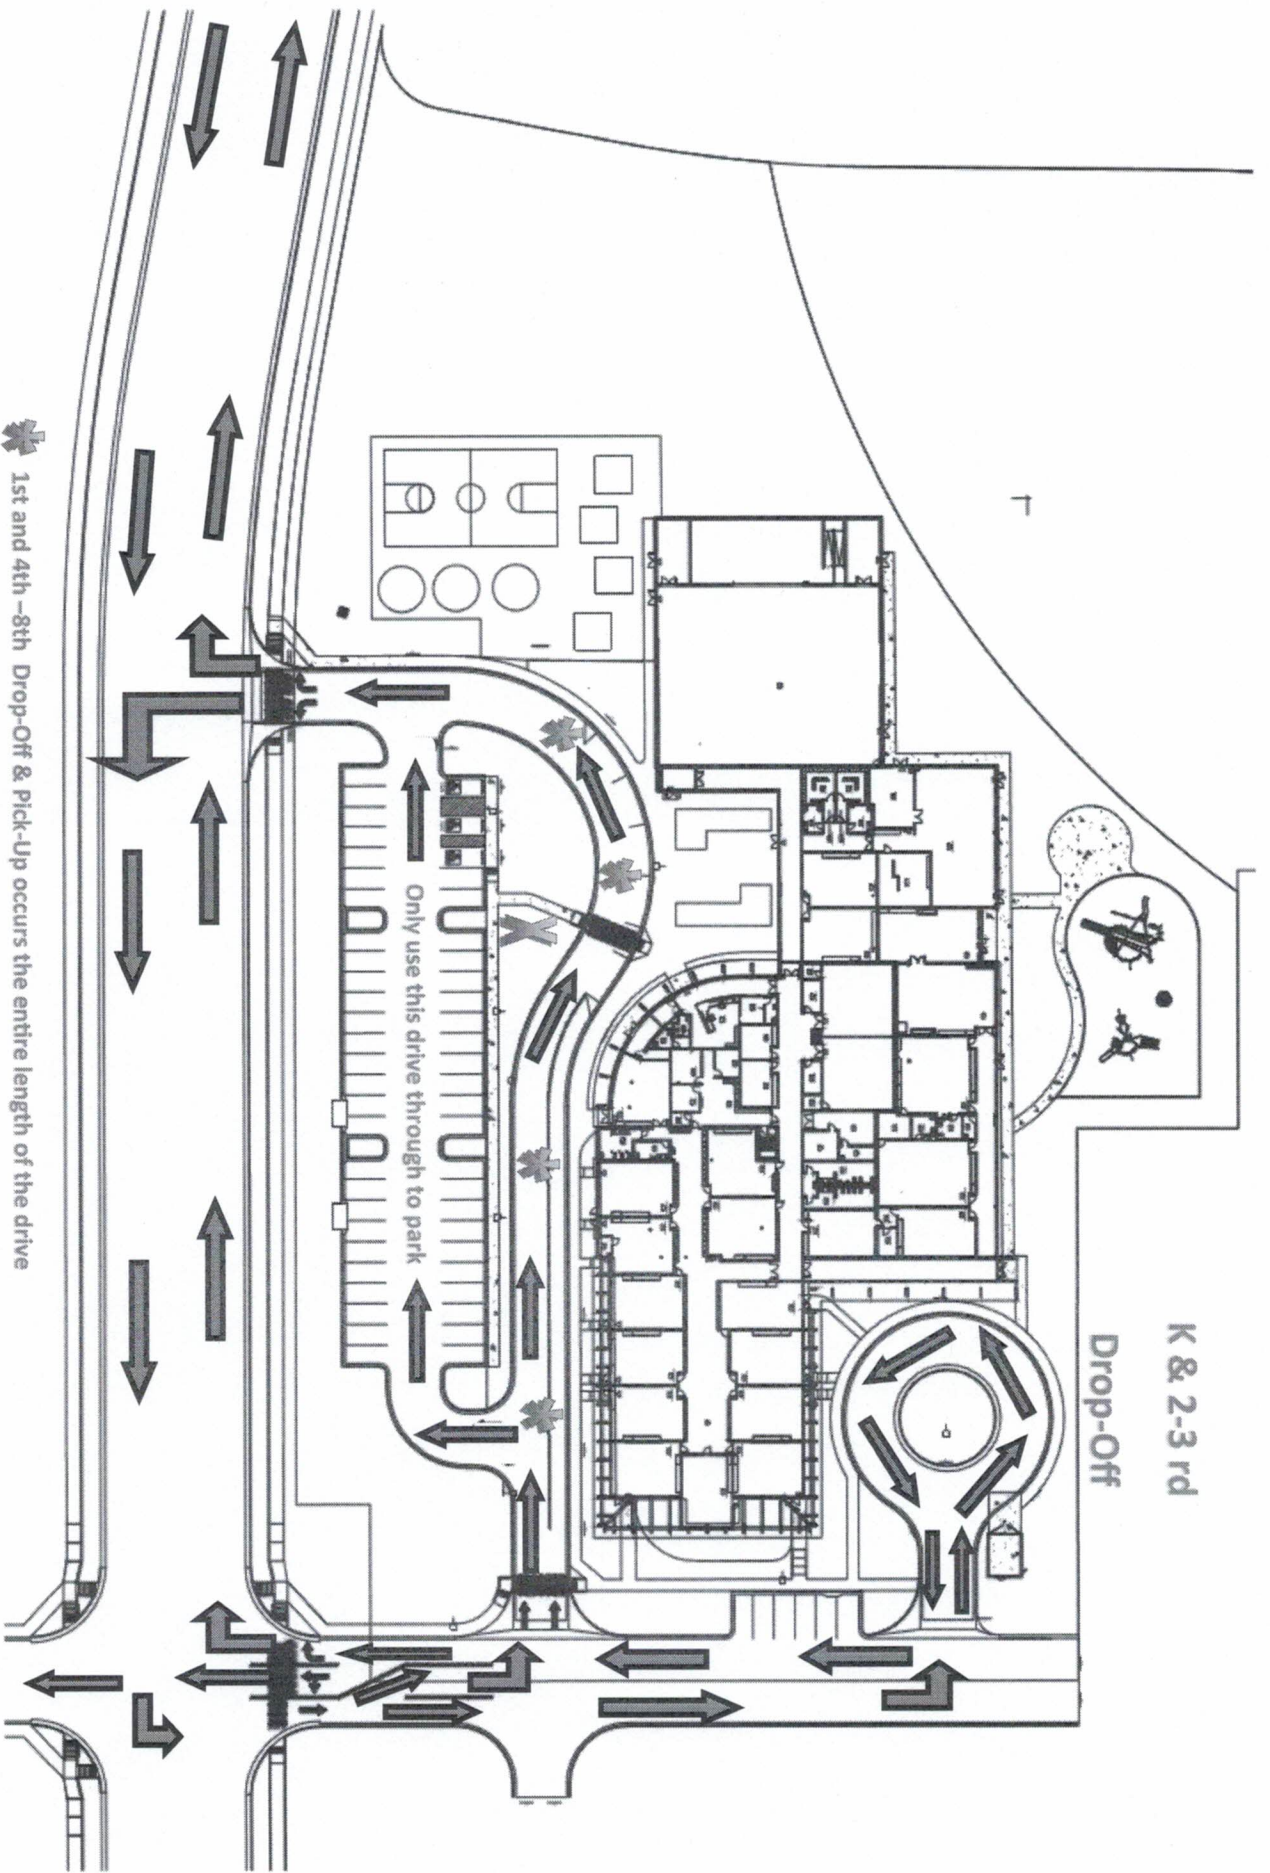 K & 2-3 rd
Drop-Off
Only use this drive through to park
1st and 4th –8th Drop-Off & Pick-Up occurs the entire length of the drive